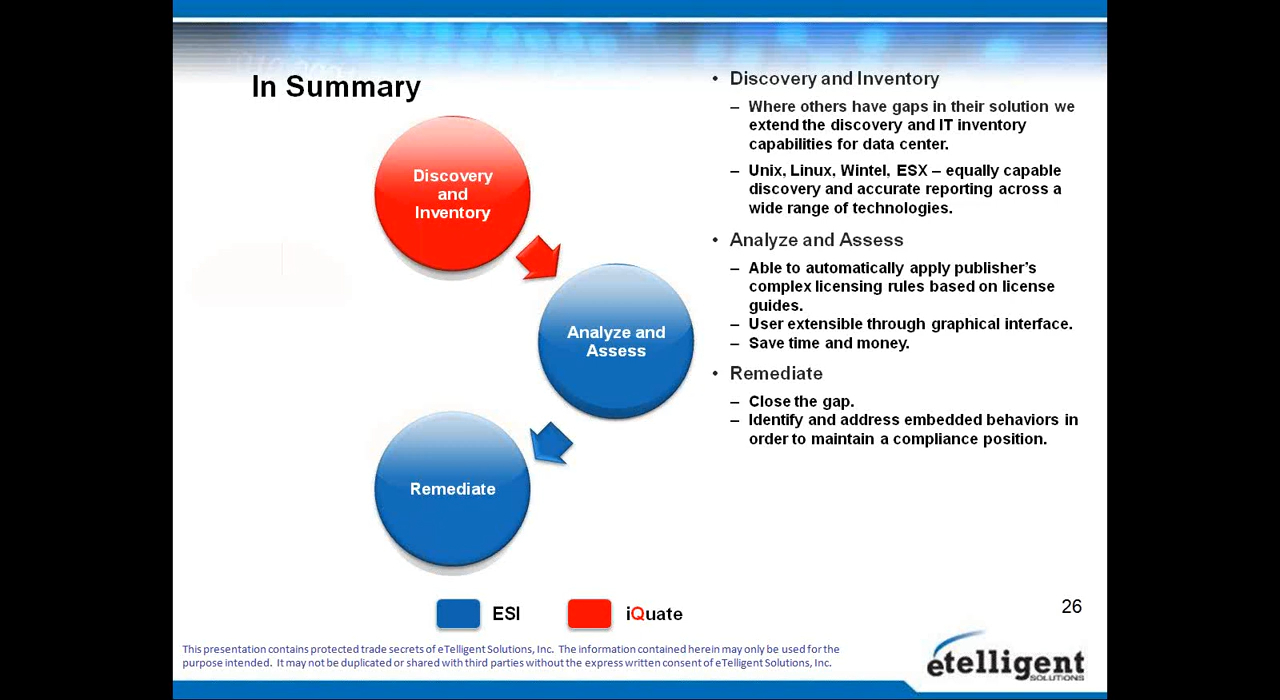 In Summary
Discovery
and
Inventory
Analyze and
Assess
Remediate
• Discovery and Inventory
– Where others have gaps in their solution we
extend the discovery and IT inventory
capabilities for data center.
– Unix, Linux, Wintel, ESX – equally capable
discovery and accurate reporting across a
wide range of technologies.
• Analyze and Assess
– Able to automatically apply publisher's
complex licensing rules based on license
guides.
– User extensible through graphical interface.
– Save time and money.
• Remediate
– Close the gap.
– Identify and address embedded behaviors in
order to maintain a compliance position.
ESI
iQuate
26
This presentation contains protected trade secrets of eTelligent Solutions, Inc. The information contained herein may only be used for the
purpose intended. It may not be duplicated or shared with third parties without the express written consent of eTelligent Solutions, Inc.
etelligent
SOLUTIONS